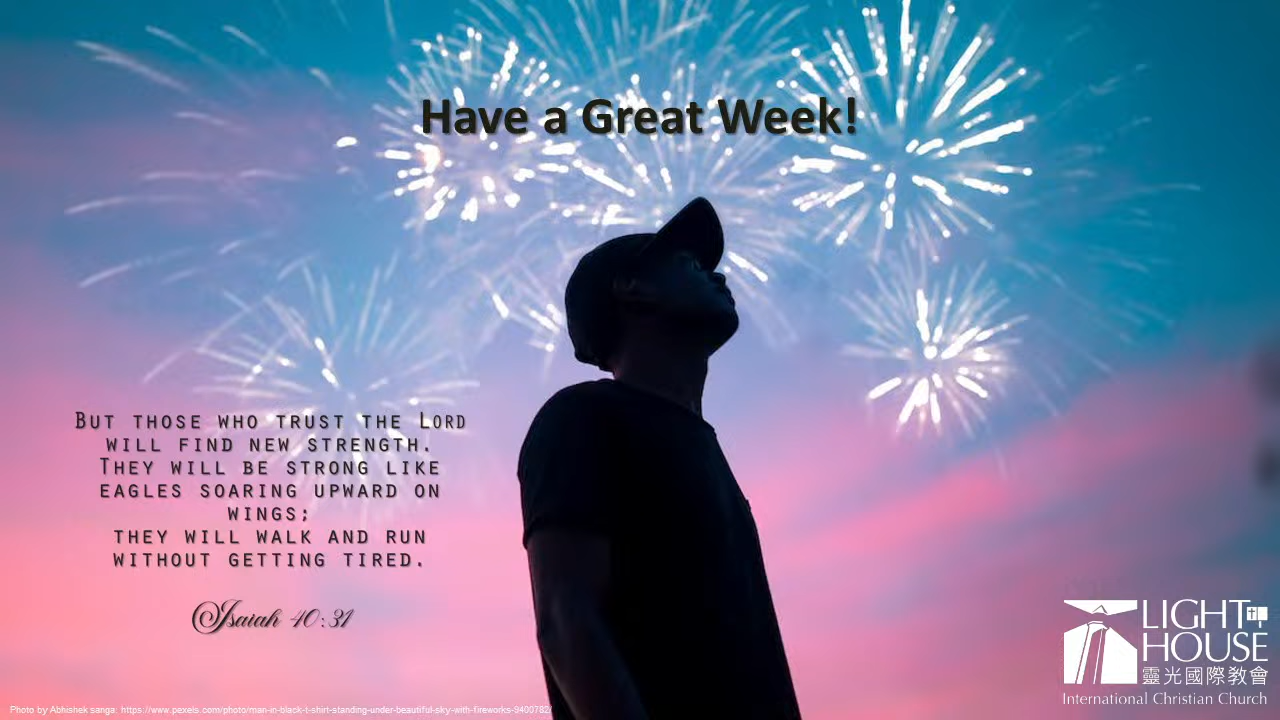 Have a Great Week!
But those who trust the Lord
will find new strength.
They will be strong like
eagles soaring upward on
wings;
they will walk and run
without getting tired.
Isaiah 40:31
LIGHT
HOUSE
靈光國際教會
International Christian Church
Photo by Abhishek sanga: https://www.pexels.com/photo/man-in-black-t-shirt-standing-under-beautiful-sky-with-fireworks-9400782/